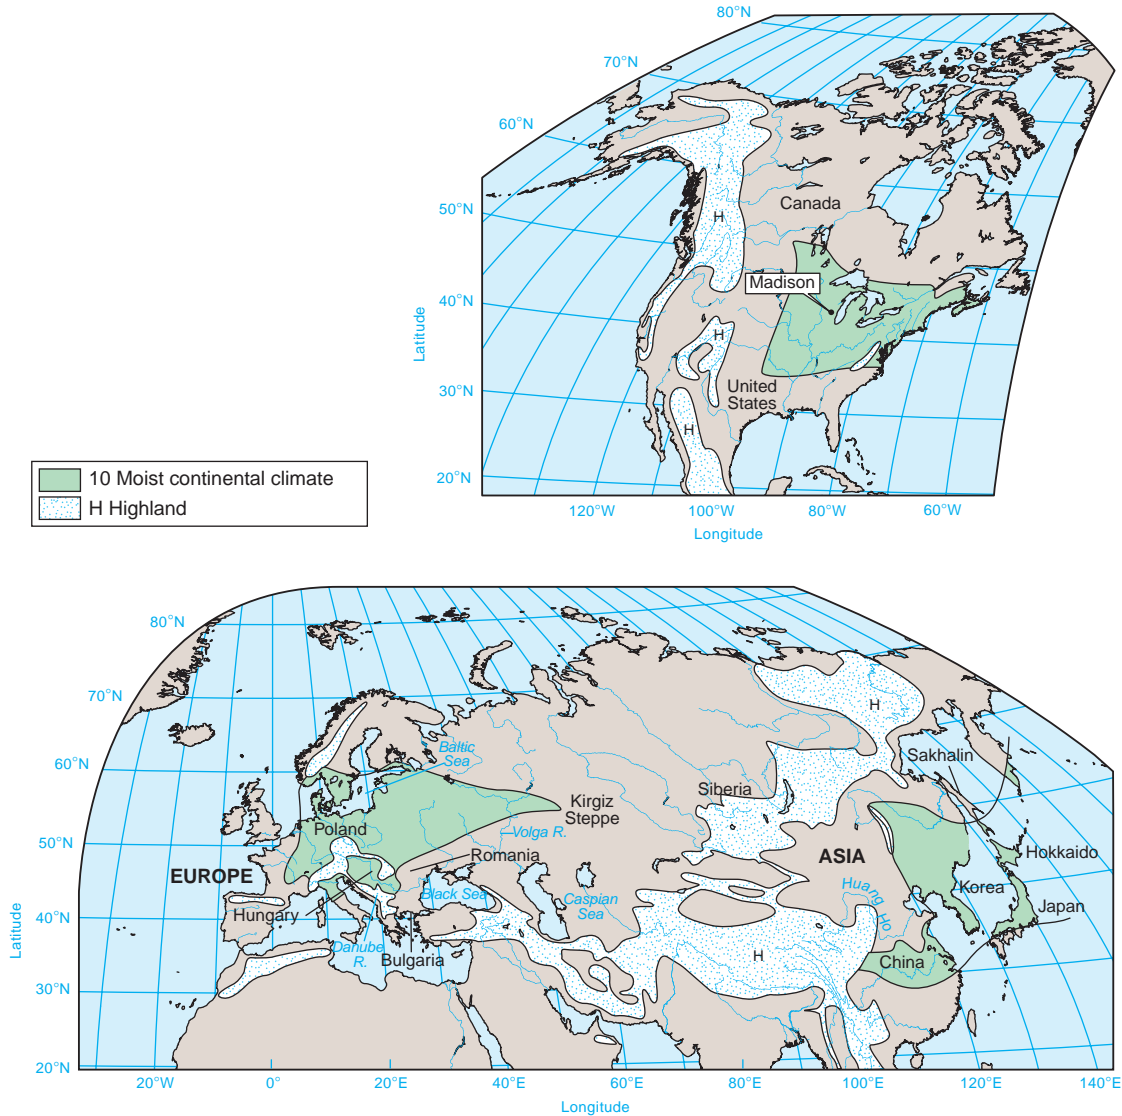 80°N
70°N
60°N
50°N
40°N
30°N
20°N
Latitude
H
Canada
Madison
H
United
States
H
120°W
100°W
80°W
60°W
Longitude
10 Moist continental climate
H Highland
80°N
70°N
60°N
50°N
40°N
30°N
20°N
Latitude
H
Baltic
Sea
Sakhalin
Siberia
Kirgiz
Steppe
Poland
Volga R.
Romania
ASIA
Hokkaido
EUROPE
Black Sea
Caspian
Sea
Huang Ho
Korea
Japan
Hungary
Danube
R.
Bulgaria
H
China
20°W
0°
20°E
40°E
60°E
80°E
100°E
120°E
140°E
Longitude